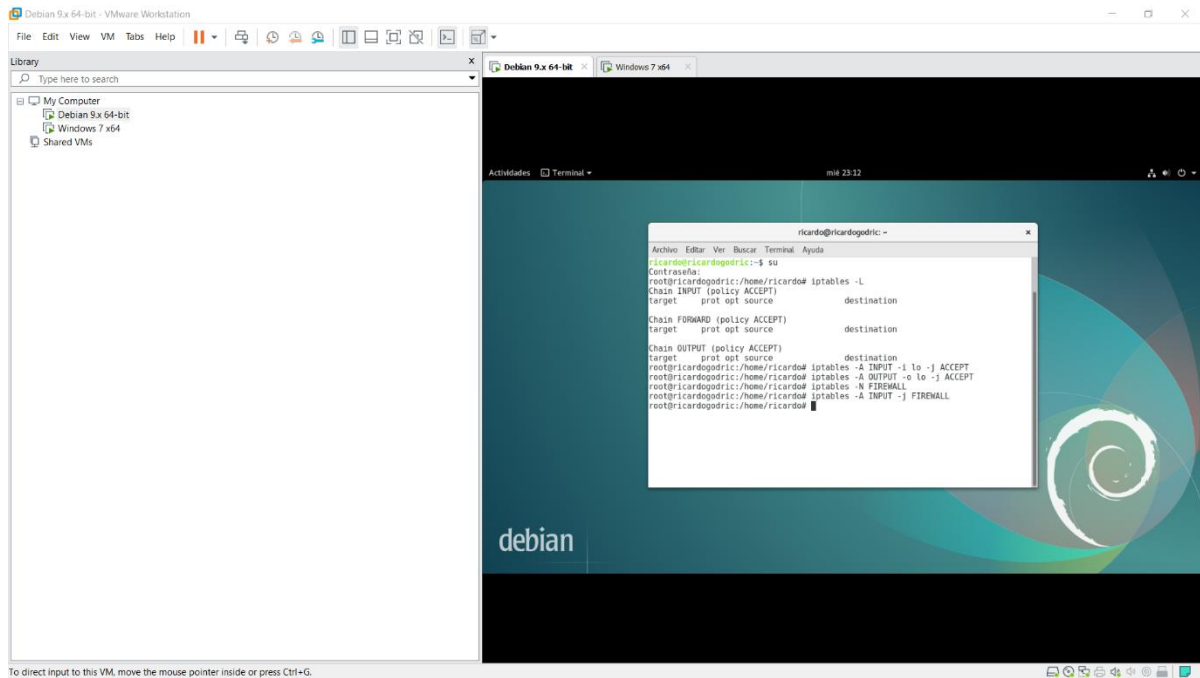 Debian 9.x 64-bit - VMware Workstation
File Edit View VM Tabs Help
Library x
Type here to search
My Computer
Debian 9.x 64-bit
Windows 7 x64
Shared VMs
Debian 9.x 64-bit × Windows 7 x64 ×
Actividades Terminal mié 23:12
ricardo@ricardogodric: ~ ×
Archivo Editar Ver Buscar Terminal Ayuda
ricardo@ricardogodric:~$ su
Contraseña:
root@ricardogodric:/home/ricardo# iptables -L
Chain INPUT (policy ACCEPT)
target prot opt source destination
Chain FORWARD (policy ACCEPT)
target prot opt source destination
Chain OUTPUT (policy ACCEPT)
target prot opt source destination
root@ricardogodric:/home/ricardo# iptables -A INPUT -i lo -j ACCEPT
root@ricardogodric:/home/ricardo# iptables -A OUTPUT -o lo -j ACCEPT
root@ricardogodric:/home/ricardo# iptables -N FIREWALL
root@ricardogodric:/home/ricardo# iptables -A INPUT -j FIREWALL
root@ricardogodric:/home/ricardo#
debian
To direct input to this VM, move the mouse pointer inside or press Ctrl+G.